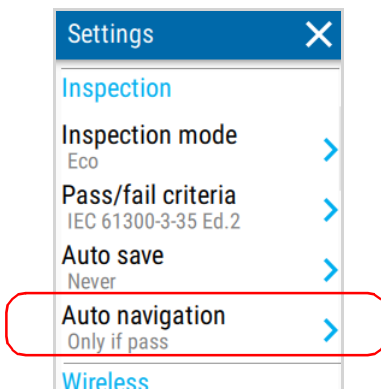 Settings
Inspection
Inspection mode
Eco
Pass/fail criteria
IEC 61300-3-35 Ed.2
Auto save
Never
Auto navigation
Only if pass
Wireless